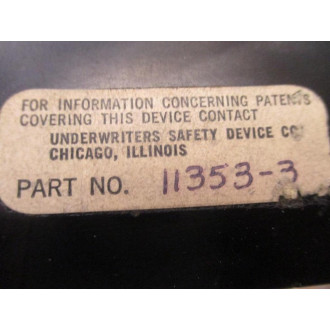 FOR INFORMATION CONCERNING PATENTS
COVERING THIS DEVICE CONTACT
UNDERWRITERS SAFETY DEVICE CO.
CHICAGO, ILLINOIS
PART NO. 11353-3